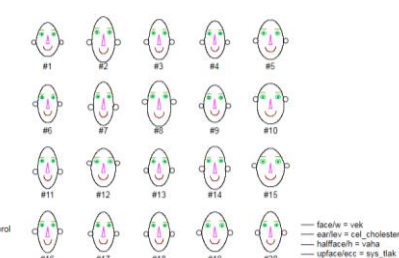 #1 #2 #3 #4 #5
#6 #7 #8 #9 #10
#11 #12 #13 #14 #15
erol
face/w = vek
ear/lev = cel_cholester
halfface/h = vaha
upface/ecc = sys_tlak